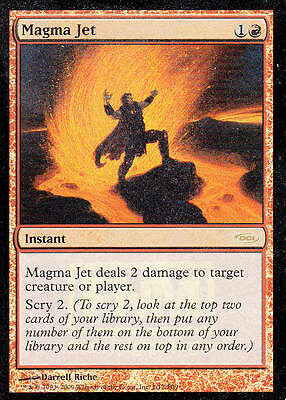 Magma Jet 1
DCI
Instant
Magma Jet deals 2 damage to target
creature or player.
Scry 2. (To scry 2, look at the top two
cards of your library, then put any
number of them on the bottom of
your library and the rest on top in any order.)
Darrell Riche